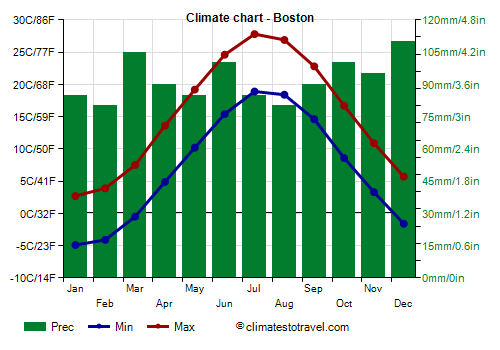 Climate chart - Boston
30C/86F
25C/77F
20C/68F
15C/59F
10C/50F
5C/41F
0C/32F
-5C/23F
-10C/14F
120mm/4.8in
105mm/4.2in
90mm/3.6in
75mm/3in
60mm/2.4in
45mm/1.8in
30mm/1.2in
15mm/0.6in
0mm/0in
Jan
Feb
Mar
Apr
May
Jun
Jul
Aug
Sep
Oct
Nov
Dec
Prec Min Max ©climatestotravel.com